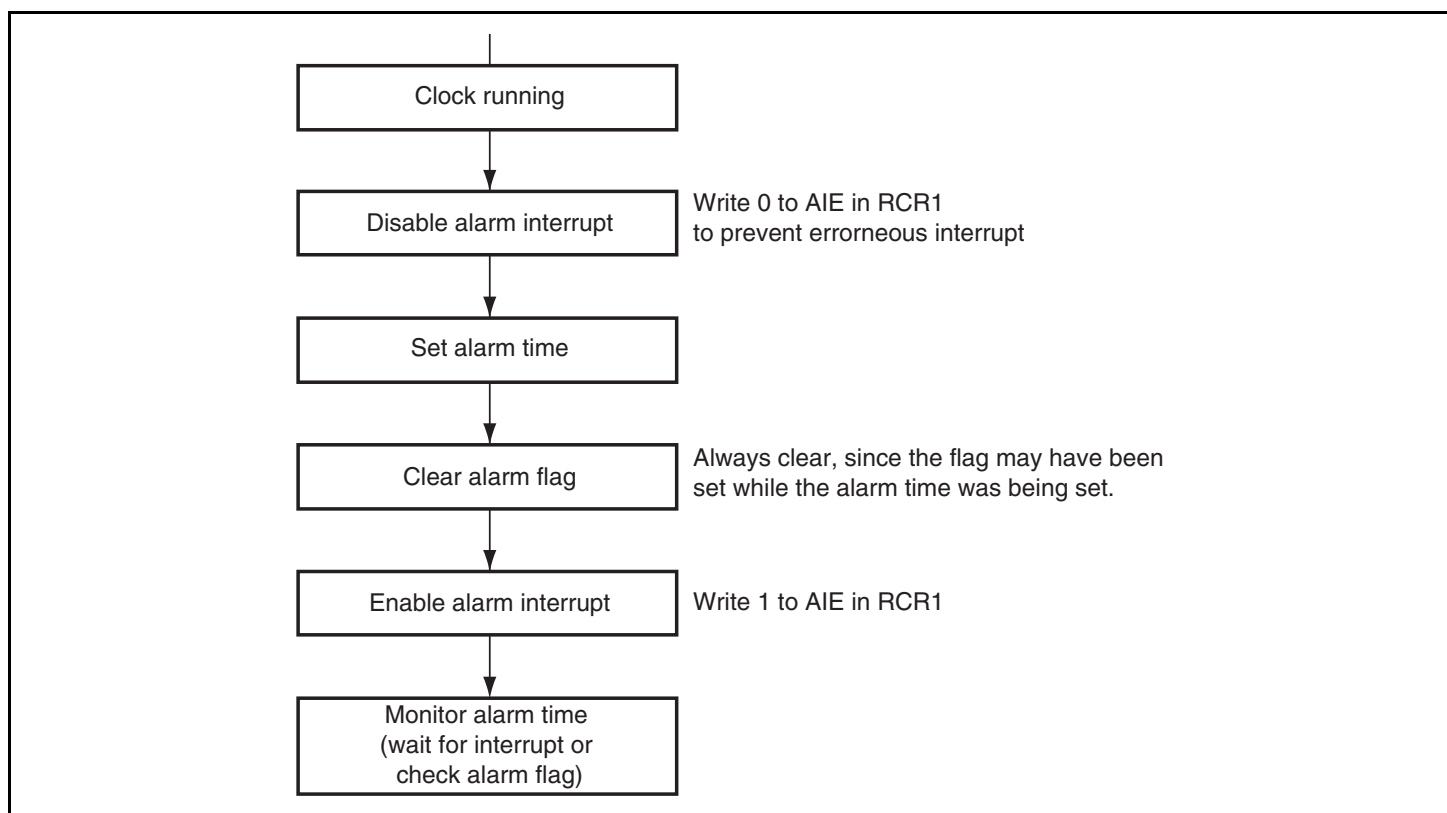 Clock running
Disable alarm interrupt
Write 0 to AIE in RCR1
to prevent errorneous interrupt
Set alarm time
Clear alarm flag
Always clear, since the flag may have been
set while the alarm time was being set.
Enable alarm interrupt
Write 1 to AIE in RCR1
Monitor alarm time
(wait for interrupt or
check alarm flag)